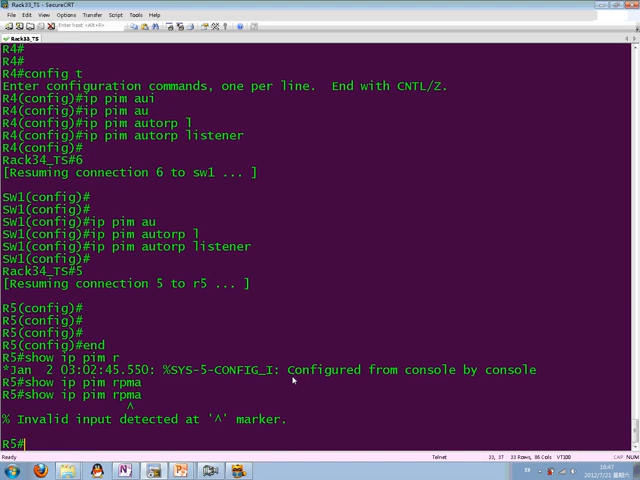 Rack33_TS - SecureCRT
File Edit View Options Transfer Script Tools Help
Enter host <Alt+R>
Rack33_TS
R4#
R4#
R4#config t
Enter configuration commands, one per line.  End with CNTL/Z.
R4(config)#ip pim aui
R4(config)#ip pim au
R4(config)#ip pim autorp l
R4(config)#ip pim autorp listener
R4(config)#
Rack34_TS#6
[Resuming connection 6 to sw1 ... ]
SW1(config)#
SW1(config)#
SW1(config)#ip pim au
SW1(config)#ip pim autorp l
SW1(config)#ip pim autorp listener
SW1(config)#
Rack34_TS#5
[Resuming connection 5 to r5 ... ]
R5(config)#
R5(config)#
R5(config)#
R5(config)#end
R5#show ip pim r
*Jan  2 03:02:45.550: %SYS-5-CONFIG_I: Configured from console by console
R5#show ip pim rpma
R5#show ip pim rpma
^
% Invalid input detected at '^' marker.
R5#
Ready Telnet 33, 37 33 Rows, 86 Cols VT100 CAP NUM
16:47
2012/7/21 星期六